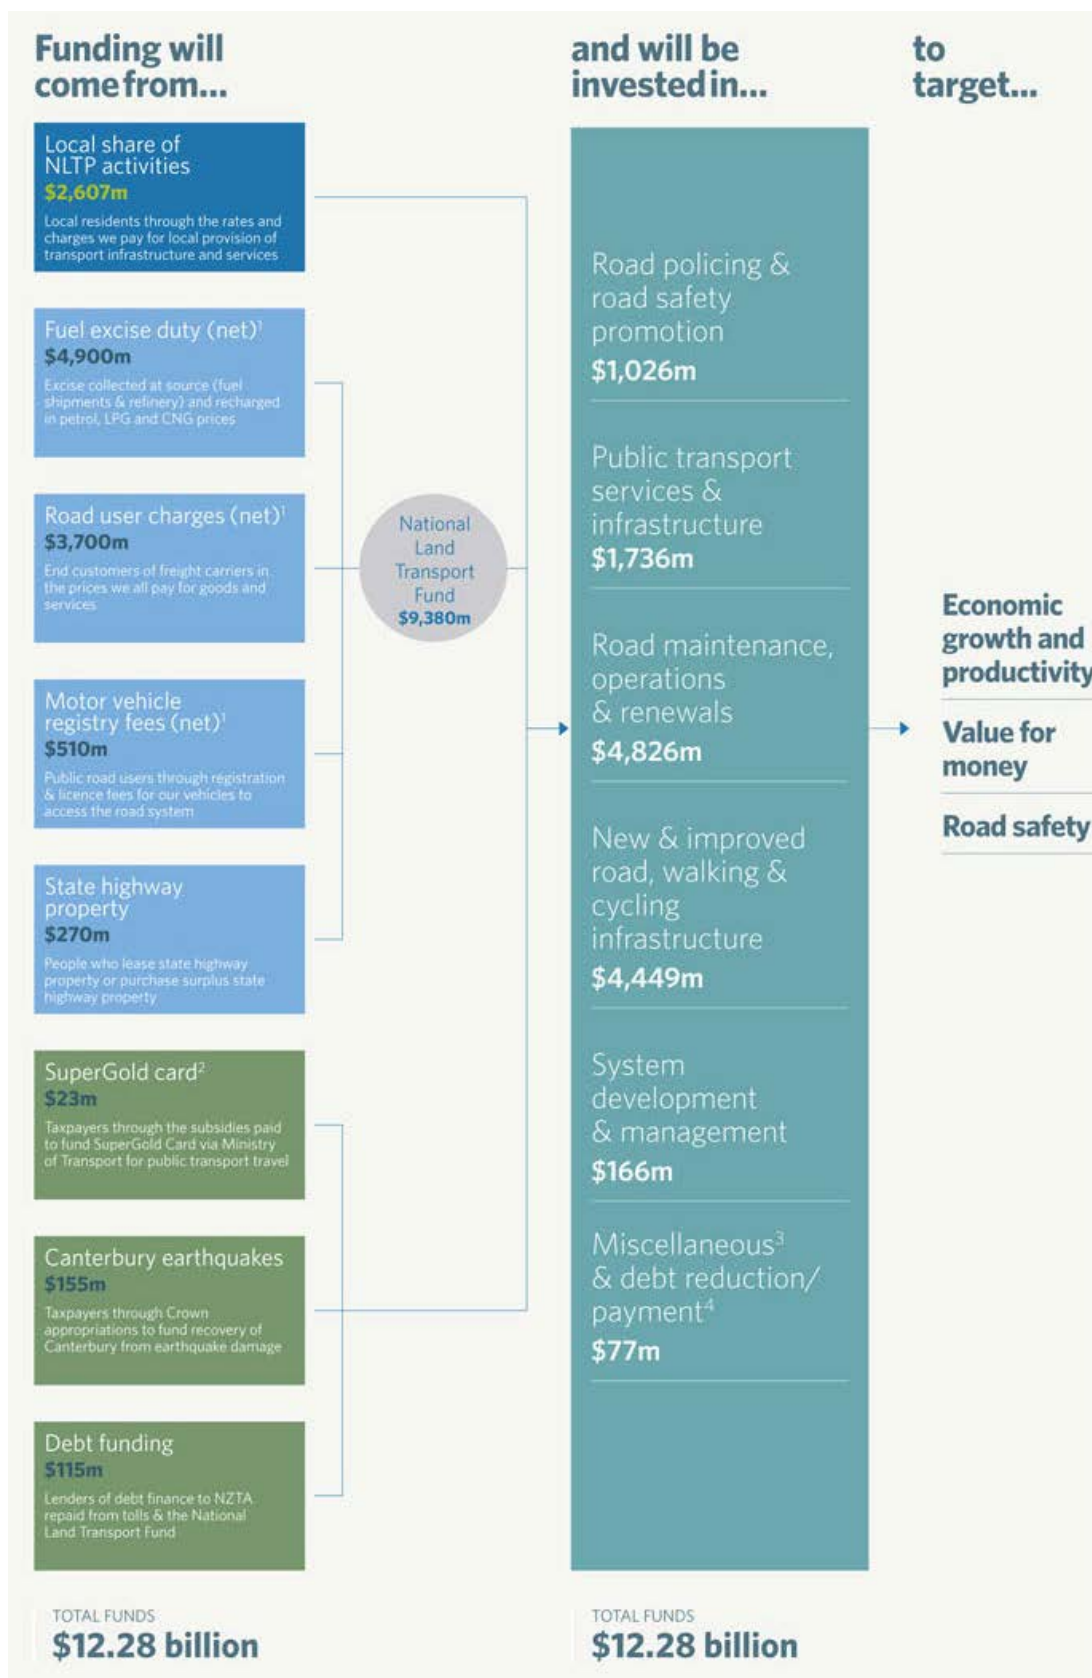 Funding will
come from...
Local share of
NLTP activities
$2,607m
Local residents through the rates and
charges we pay for local provision of
transport infrastructure and services
Fuel excise duty (net)¹
$4,900m
Excise collected at source (fuel
shipments & refinery) and recharged
in petrol, LPG and CNG prices
Road user charges (net)¹
$3,700m
End customers of freight carriers in
the prices we all pay for goods and
services
Motor vehicle
registry fees (net)¹
$510m
Public road users through registration
& licence fees for our vehicles to
access the road system
State highway
property
$270m
People who lease state highway
property or purchase surplus state
highway property
SuperGold card²
$23m
Taxpayers through the subsidies paid
to fund SuperGold Card via Ministry
of Transport for public transport travel
Canterbury earthquakes
$155m
Taxpayers through Crown
appropriations to fund recovery of
Canterbury from earthquake damage
Debt funding
$115m
Lenders of debt finance to NZTA
repaid from tolls & the National
Land Transport Fund
TOTAL FUNDS
$12.28 billion
National
Land
Transport
Fund
$9,380m
and will be
invested in...
Road policing &
road safety
promotion
$1,026m
Public transport
services &
infrastructure
$1,736m
Road maintenance,
operations
& renewals
$4,826m
New & improved
road, walking &
cycling
infrastructure
$4,449m
System
development
& management
$166m
Miscellaneous³
& debt reduction/
payment⁴
$77m
TOTAL FUNDS
$12.28 billion
to
target...
Economic
growth and
productivity
Value for
money
Road safety